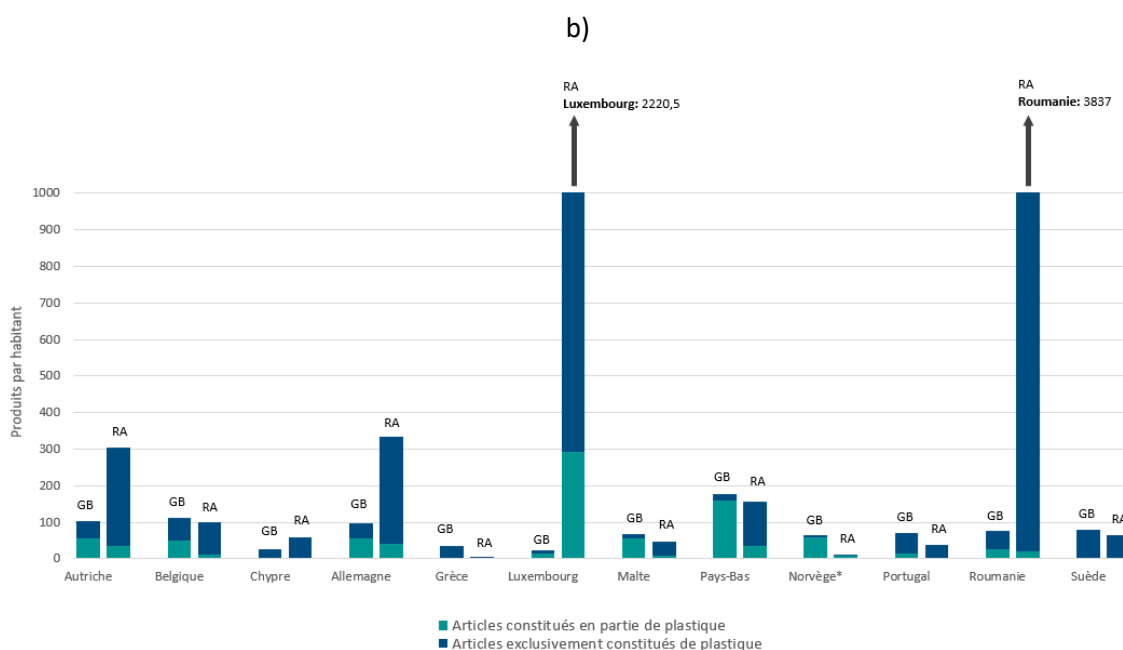 b)
RA
Luxembourg: 2220,5
RA
Roumanie: 3837
Produits par habitant
1000
900
800
700
600
500
400
300
200
100
0
GB
RA
GB
RA
GB
RA
GB
RA
GB
RA
GB
GB
RA
GB
RA
GB
RA
GB
RA
GB
GB
RA
Autriche
Belgique
Chypre
Allemagne
Grèce
Luxembourg
Malte
Pays-Bas
Norvège*
Portugal
Roumanie
Suède
Articles constitués en partie de plastique
Articles exclusivement constitués de plastique